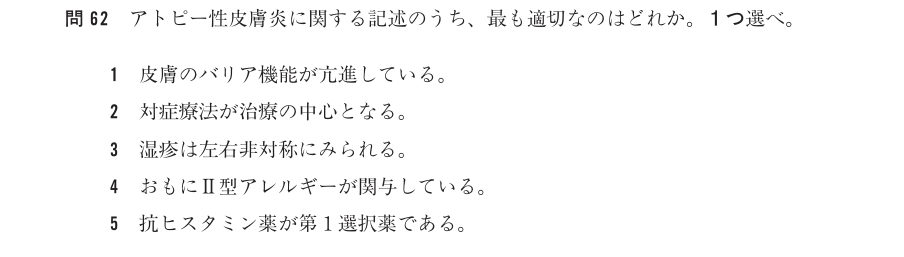 問62 アトピー性皮膚炎に関する記述のうち、最も適切なのはどれか。1つ選べ。
1 皮膚のバリア機能が亢進している。
2 対症療法が治療の中心となる。
3 湿疹は左右非対称にみられる。
4 おもにⅡ型アレルギーが関与している。
5 抗ヒスタミン薬が第1選択薬である。